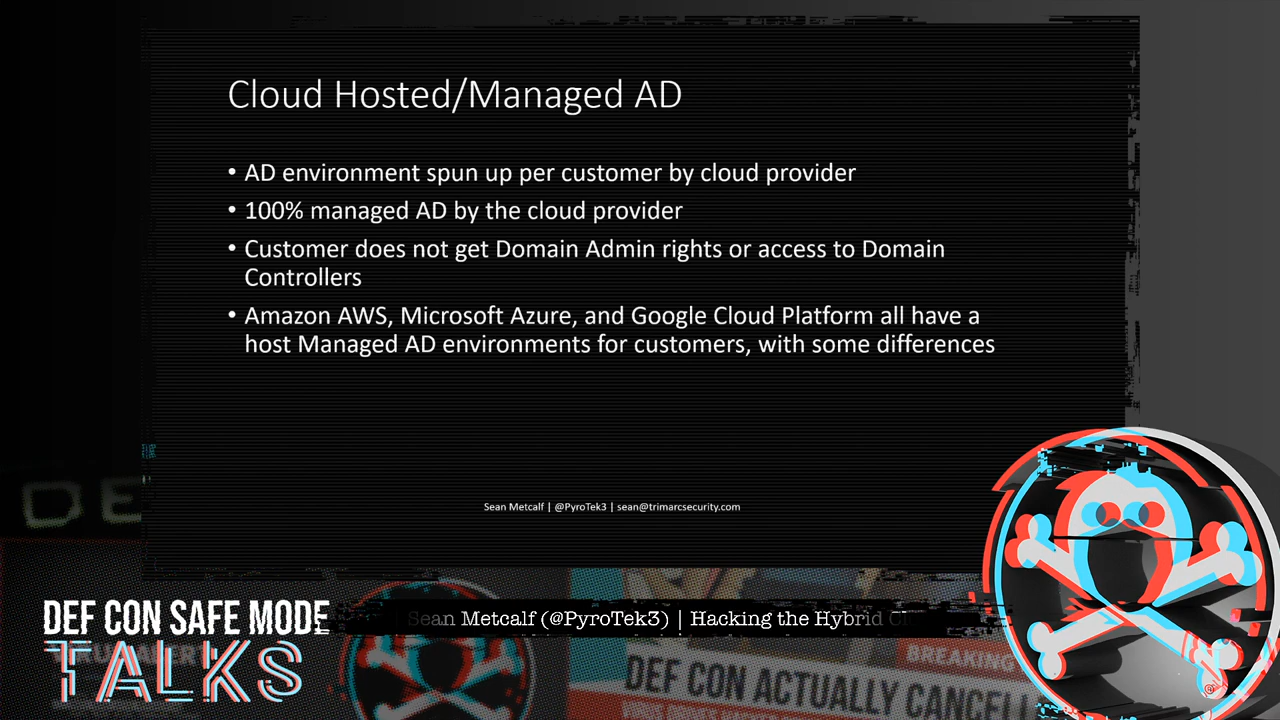 Cloud Hosted/Managed AD
• AD environment spun up per customer by cloud provider
• 100% managed AD by the cloud provider
• Customer does not get Domain Admin rights or access to Domain
Controllers
• Amazon AWS, Microsoft Azure, and Google Cloud Platform all have a
host Managed AD environments for customers, with some differences
Sean Metcalf | @PyroTek3 | sean@trimarcsecurity.com
DE
DEF CON SAFE MODE
TALKS
Sean Metcalf (@PyroTek3) | Hacking the Hybrid Cl
BREAKING
DEF CON ACTUALLY CANCELL